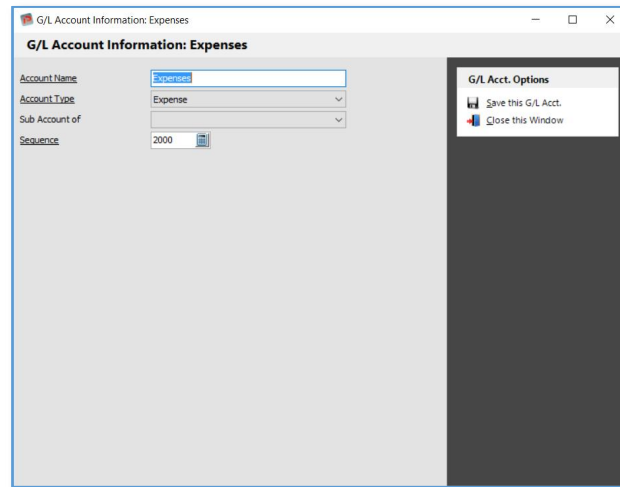 G/L Account Information: Expenses
G/L Account Information: Expenses
Account Name Expenses
Account Type Expense
Sub Account of
Sequence 2000
G/L Acct. Options
Save this G/L Acct.
Close this Window